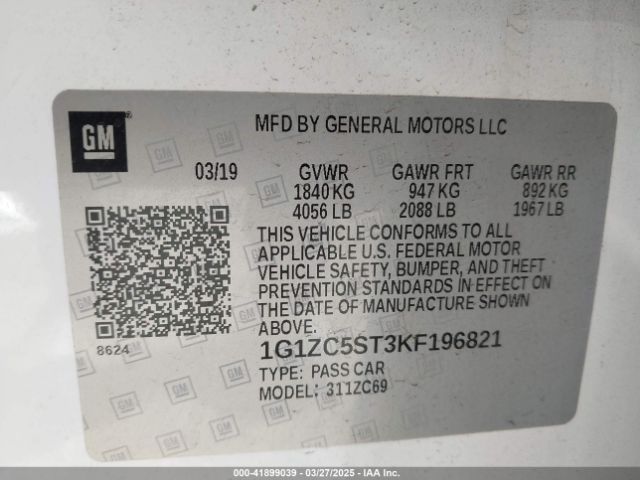 GM
MFD BY GENERAL MOTORS LLC
03/19 GVWR GAWR FRT GAWR RR
1840 KG 947 KG 892 KG
4056 LB 2088 LB 1967 LB
THIS VEHICLE CONFORMS TO ALL
APPLICABLE U.S. FEDERAL MOTOR
VEHICLE SAFETY, BUMPER, AND THEFT
PREVENTION STANDARDS IN EFFECT ON
THE DATE OF MANUFACTURE SHOWN
ABOVE.
8624
1G1ZC5ST3KF196821
TYPE: PASS CAR
MODEL: 311ZC69
000-41899039 — 03/27/2025 — IAA Inc.